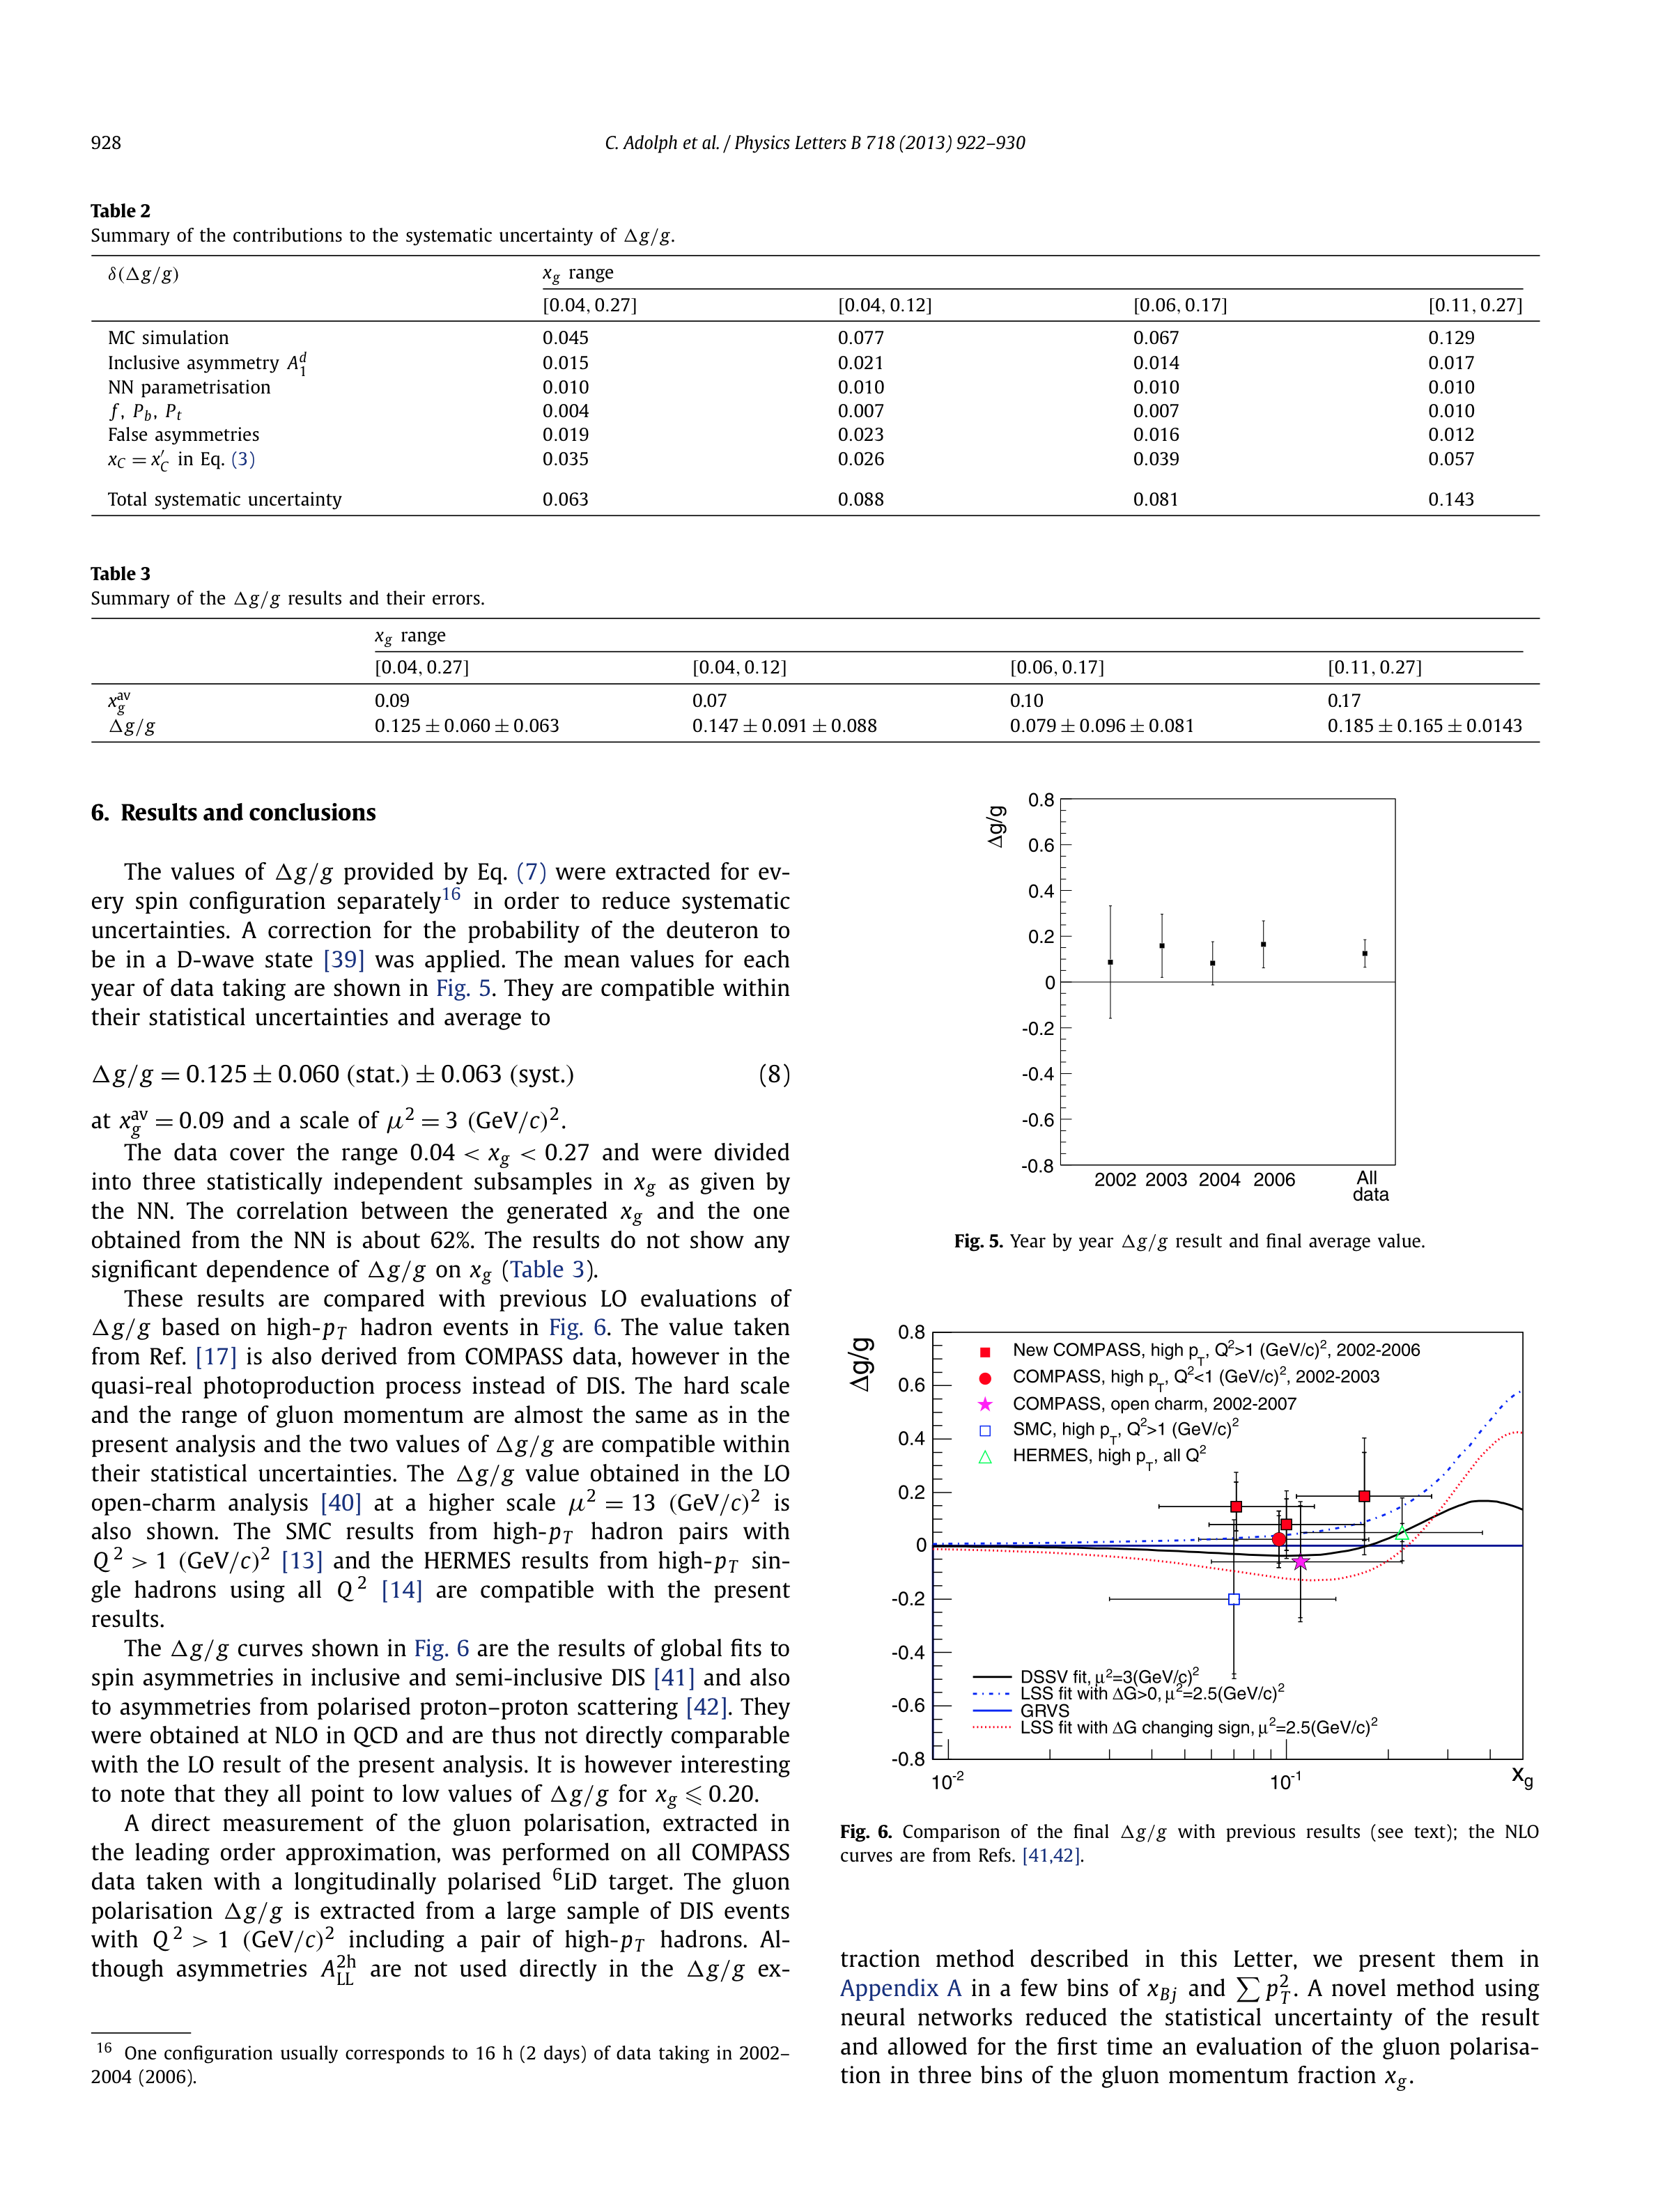 928
C. Adolph et al. / Physics Letters B 718 (2013) 922–930
Table 2
Summary of the contributions to the systematic uncertainty of Δg/g.
δ(Δg/g) x_g range
[0.04, 0.27] [0.04, 0.12] [0.06, 0.17] [0.11, 0.27]
MC simulation 0.045 0.077 0.067 0.129
Inclusive asymmetry A_1^d 0.015 0.021 0.014 0.017
NN parametrisation 0.010 0.010 0.010 0.010
f, P_b, P_t 0.004 0.007 0.007 0.010
False asymmetries 0.019 0.023 0.016 0.012
x_C = x′_C in Eq. (3) 0.035 0.026 0.039 0.057
Total systematic uncertainty 0.063 0.088 0.081 0.143
Table 3
Summary of the Δg/g results and their errors.
x_g range
[0.04, 0.27] [0.04, 0.12] [0.06, 0.17] [0.11, 0.27]
x_g^av 0.09 0.07 0.10 0.17
Δg/g 0.125 ± 0.060 ± 0.063 0.147 ± 0.091 ± 0.088 0.079 ± 0.096 ± 0.081 0.185 ± 0.165 ± 0.0143
6. Results and conclusions
The values of Δg/g provided by Eq. (7) were extracted for ev-
ery spin configuration separately^16 in order to reduce systematic
uncertainties. A correction for the probability of the deuteron to
be in a D-wave state [39] was applied. The mean values for each
year of data taking are shown in Fig. 5. They are compatible within
their statistical uncertainties and average to
Δg/g = 0.125 ± 0.060 (stat.) ± 0.063 (syst.) (8)
at x_g^av = 0.09 and a scale of μ² = 3 (GeV/c)².
The data cover the range 0.04 < x_g < 0.27 and were divided
into three statistically independent subsamples in x_g as given by
the NN. The correlation between the generated x_g and the one
obtained from the NN is about 62%. The results do not show any
significant dependence of Δg/g on x_g (Table 3).
These results are compared with previous LO evaluations of
Δg/g based on high-p_T hadron events in Fig. 6. The value taken
from Ref. [17] is also derived from COMPASS data, however in the
quasi-real photoproduction process instead of DIS. The hard scale
and the range of gluon momentum are almost the same as in the
present analysis and the two values of Δg/g are compatible within
their statistical uncertainties. The Δg/g value obtained in the LO
open-charm analysis [40] at a higher scale μ² = 13 (GeV/c)² is
also shown. The SMC results from high-p_T hadron pairs with
Q² > 1 (GeV/c)² [13] and the HERMES results from high-p_T sin-
gle hadrons using all Q² [14] are compatible with the present
results.
The Δg/g curves shown in Fig. 6 are the results of global fits to
spin asymmetries in inclusive and semi-inclusive DIS [41] and also
to asymmetries from polarised proton–proton scattering [42]. They
were obtained at NLO in QCD and are thus not directly comparable
with the LO result of the present analysis. It is however interesting
to note that they all point to low values of Δg/g for x_g ⩽ 0.20.
A direct measurement of the gluon polarisation, extracted in
the leading order approximation, was performed on all COMPASS
data taken with a longitudinally polarised ⁶LiD target. The gluon
polarisation Δg/g is extracted from a large sample of DIS events
with Q² > 1 (GeV/c)² including a pair of high-p_T hadrons. Al-
though asymmetries A_LL^2h are not used directly in the Δg/g ex-
16 One configuration usually corresponds to 16 h (2 days) of data taking in 2002–
2004 (2006).
Δg/g
0.8
0.6
0.4
0.2
0
-0.2
-0.4
-0.6
-0.8
2002 2003 2004 2006 All
data
Fig. 5. Year by year Δg/g result and final average value.
Δg/g
0.8
0.6
0.4
0.2
0
-0.2
-0.4
-0.6
-0.8
New COMPASS, high p_T, Q²>1 (GeV/c)², 2002-2006
COMPASS, high p_T, Q²<1 (GeV/c)², 2002-2003
COMPASS, open charm, 2002-2007
SMC, high p_T, Q²>1 (GeV/c)²
HERMES, high p_T, all Q²
DSSV fit, μ²=3(GeV/c)²
LSS fit with ΔG>0, μ²=2.5(GeV/c)²
GRVS
LSS fit with ΔG changing sign, μ²=2.5(GeV/c)²
10⁻² 10⁻¹ x_g
Fig. 6. Comparison of the final Δg/g with previous results (see text); the NLO
curves are from Refs. [41,42].
traction method described in this Letter, we present them in
Appendix A in a few bins of x_Bj and ∑ p_T². A novel method using
neural networks reduced the statistical uncertainty of the result
and allowed for the first time an evaluation of the gluon polarisa-
tion in three bins of the gluon momentum fraction x_g.